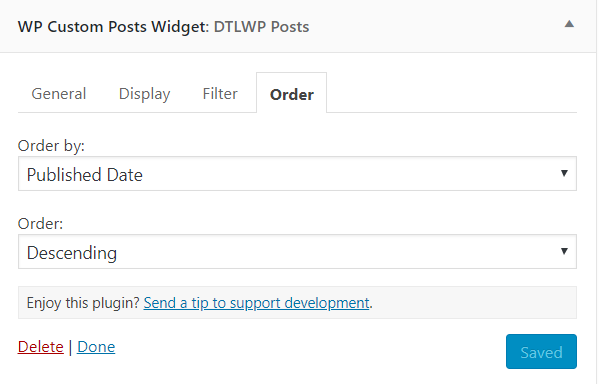 WP Custom Posts Widget: DTLWP Posts
General Display Filter Order
Order by:
Published Date
Order:
Descending
Enjoy this plugin? Send a tip to support development.
Delete | Done Saved